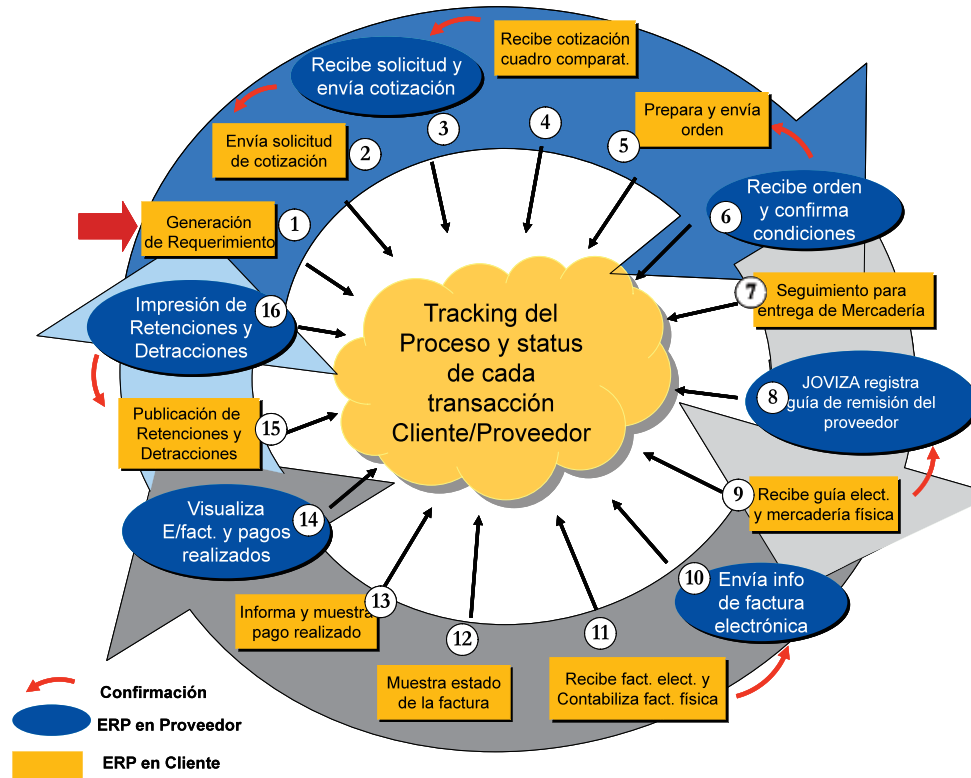 Generación
de Requerimiento
1
Envía solicitud
de cotización
2
Recibe solicitud y
envía cotización
3
Recibe cotización
cuadro comparat.
4
Prepara y envía
orden
5
Recibe orden
y confirma
condiciones
6
7
Seguimiento para
entrega de Mercadería
8
JOVIZA registra
guía de remisión del
proveedor
9
Recibe guía elect.
y mercadería física
10
Envía info
de factura
electrónica
11
Recibe fact. elect. y
Contabiliza fact. física
12
Muestra estado
de la factura
13
Informa y muestra
pago realizado
14
Visualiza
E/fact. y pagos
realizados
15
Publicación de
Retenciones y
Detracciones
16
Impresión de
Retenciones y
Detracciones
Tracking del
Proceso y status
de cada
transacción
Cliente/Proveedor
Confirmación
ERP en Proveedor
ERP en Cliente